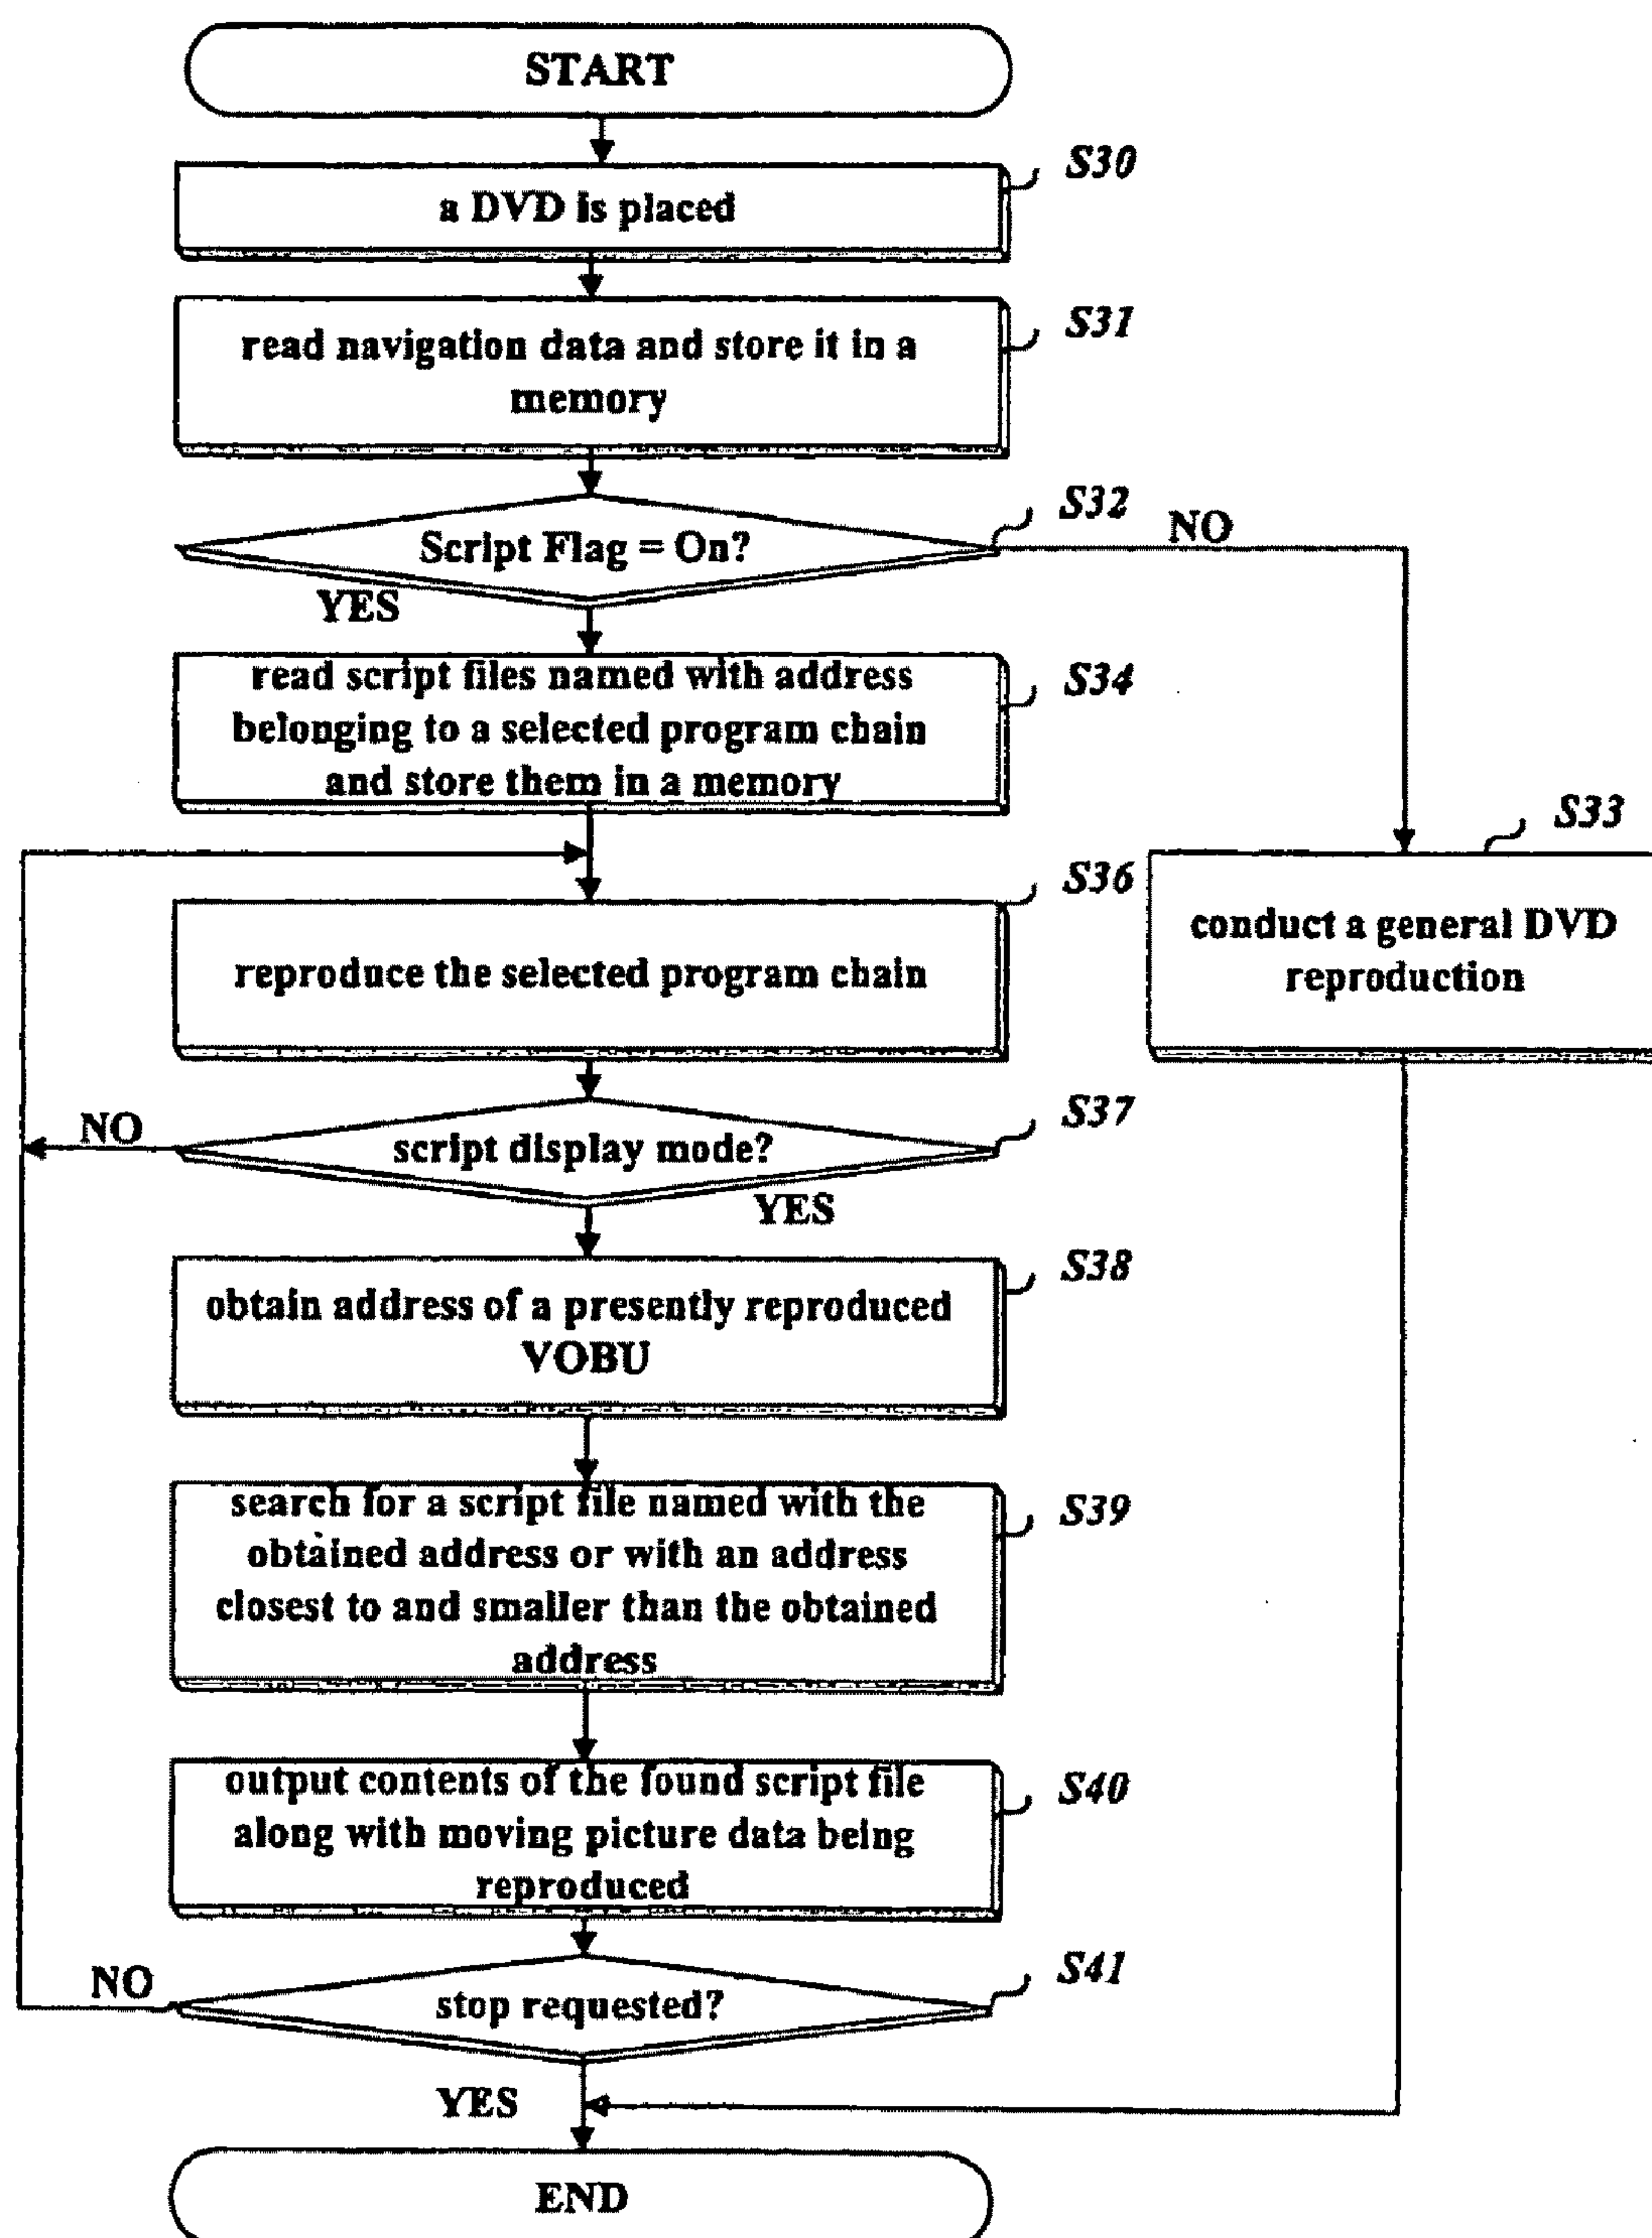 START
S30
a DVD is placed
S31
read navigation data and store it in a
memory
S32
NO
Script Flag = On?
YES
S34
read script files named with address
belonging to a selected program chain
and store them in a memory
S33
conduct a general DVD
reproduction
S36
reproduce the selected program chain
S37
NO
script display mode?
YES
S38
obtain address of a presently reproduced
VOBU
S39
search for a script file named with the
obtained address or with an address
closest to and smaller than the obtained
address
S40
output contents of the found script file
along with moving picture data being
reproduced
S41
NO
stop requested?
YES
END